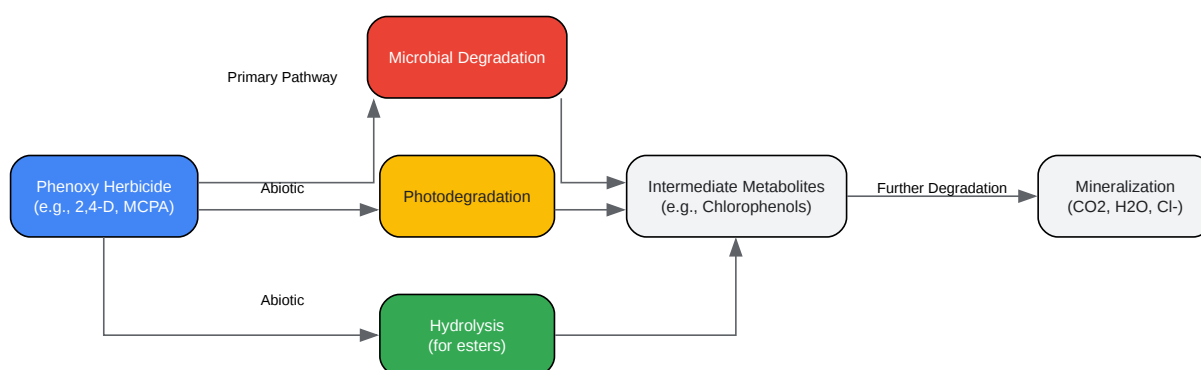 Microbial Degradation
Primary Pathway
Phenoxy Herbicide
(e.g., 2,4-D, MCPA)
Abiotic
Photodegradation
Intermediate Metabolites
(e.g., Chlorophenols)
Further Degradation
Mineralization
(CO2, H2O, Cl-)
Abiotic
Hydrolysis
(for esters)